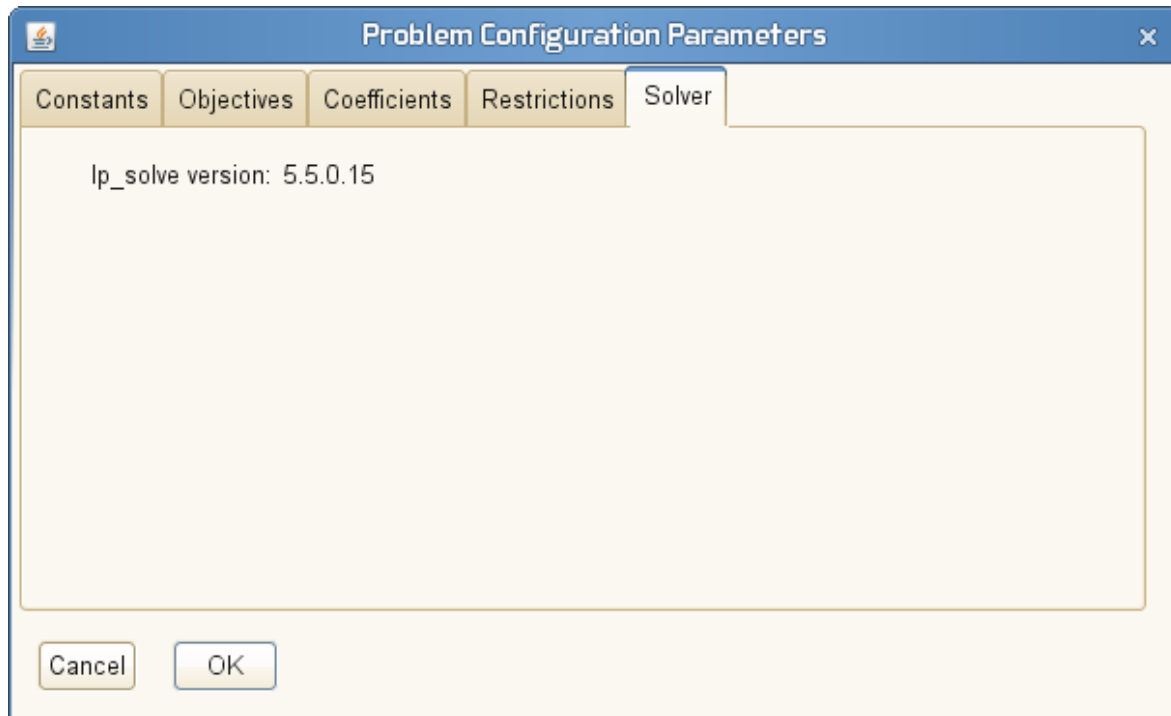 Problem Configuration Parameters
Constants Objectives Coefficients Restrictions Solver
lp_solve version: 5.5.0.15
Cancel OK